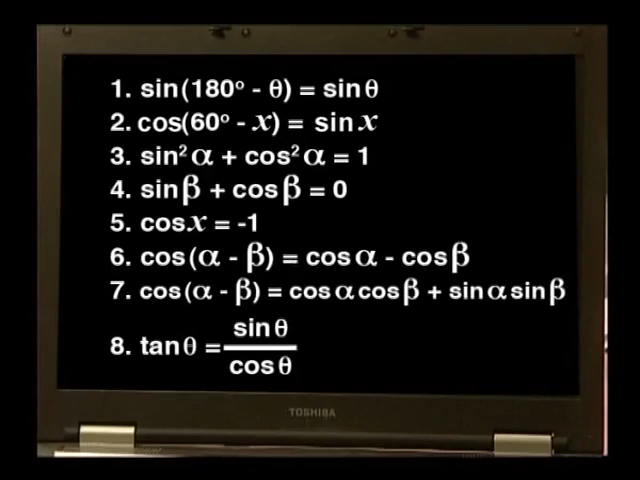 1. sin(180° - θ) = sinθ
2. cos(60° - x) = sin x
3. sin²α + cos²α = 1
4. sinβ + cosβ = 0
5. cosx = -1
6. cos(α - β) = cosα - cosβ
7. cos(α - β) = cosαcosβ + sinαsinβ
8. tanθ = sinθ/cosθ
TOSHIBA